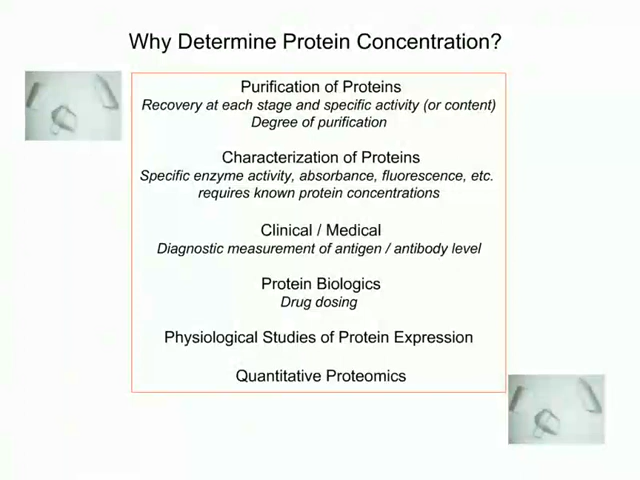 Why Determine Protein Concentration?
Purification of Proteins
Recovery at each stage and specific activity (or content)
Degree of purification
Characterization of Proteins
Specific enzyme activity, absorbance, fluorescence, etc.
requires known protein concentrations
Clinical / Medical
Diagnostic measurement of antigen / antibody level
Protein Biologics
Drug dosing
Physiological Studies of Protein Expression
Quantitative Proteomics